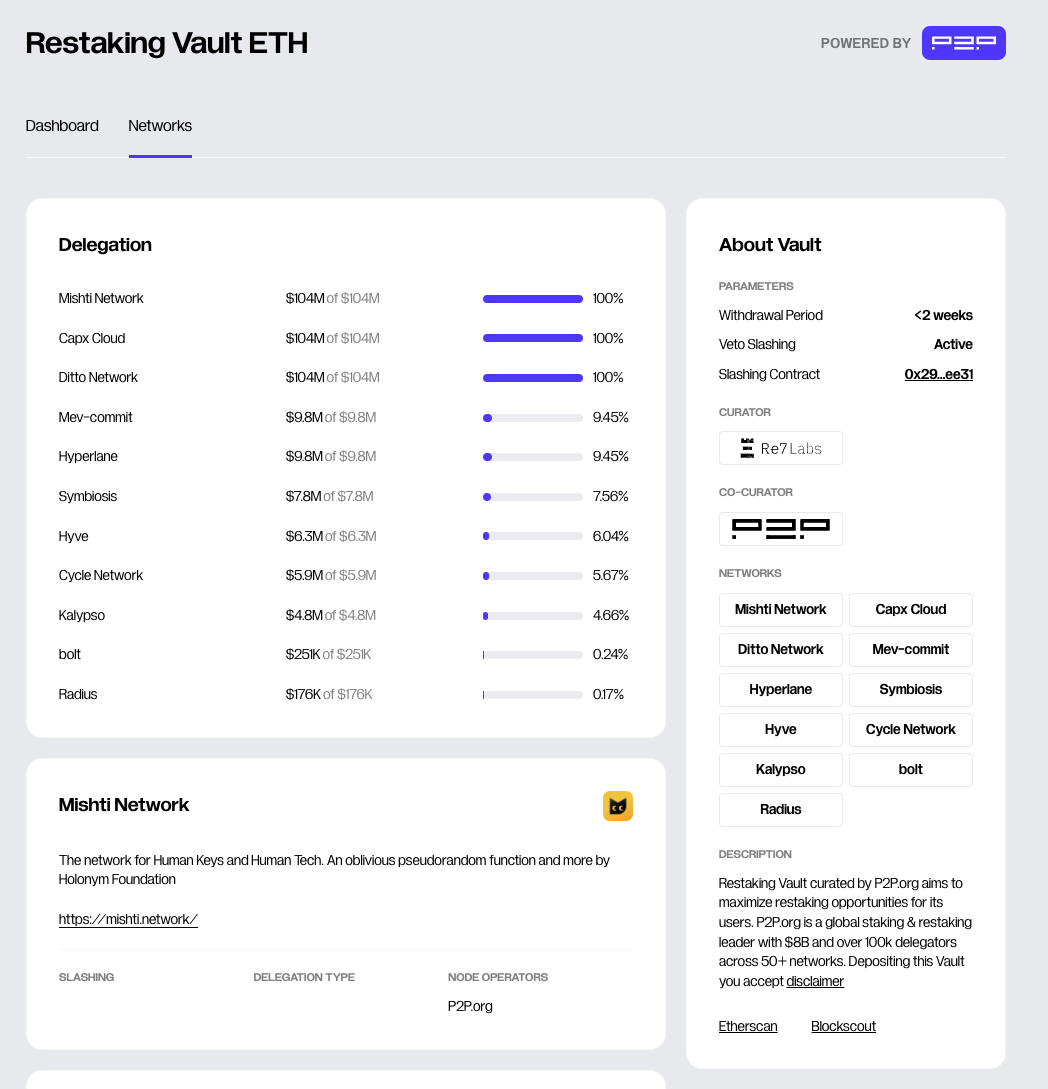 Restaking Vault ETH
POWERED BY P2P
Dashboard Networks
Delegation
Mishti Network $104M of $104M 100%
Capx Cloud $104M of $104M 100%
Ditto Network $104M of $104M 100%
Mev-commit $9.8M of $9.8M 9.45%
Hyperlane $9.8M of $9.8M 9.45%
Symbiosis $7.8M of $7.8M 7.56%
Hyve $6.3M of $6.3M 6.04%
Cycle Network $5.9M of $5.9M 5.67%
Kalypso $4.8M of $4.8M 4.66%
bolt $251K of $251K 0.24%
Radius $176K of $176K 0.17%
Mishti Network
The network for Human Keys and Human Tech. An oblivious pseudorandom function and more by
Holonym Foundation
https://mishti.network/
SLASHING DELEGATION TYPE NODE OPERATORS
P2P.org
About Vault
PARAMETERS
Withdrawal Period <2 weeks
Veto Slashing Active
Slashing Contract 0x29...ee31
CURATOR
Re7 Labs
CO-CURATOR
P2P
NETWORKS
Mishti Network Capx Cloud
Ditto Network Mev-commit
Hyperlane Symbiosis
Hyve Cycle Network
Kalypso bolt
Radius
DESCRIPTION
Restaking Vault curated by P2P.org aims to
maximize restaking opportunities for its
users. P2P.org is a global staking & restaking
leader with $8B and over 100k delegators
across 50+ networks. Depositing this Vault
you accept disclaimer
Etherscan Blockscout